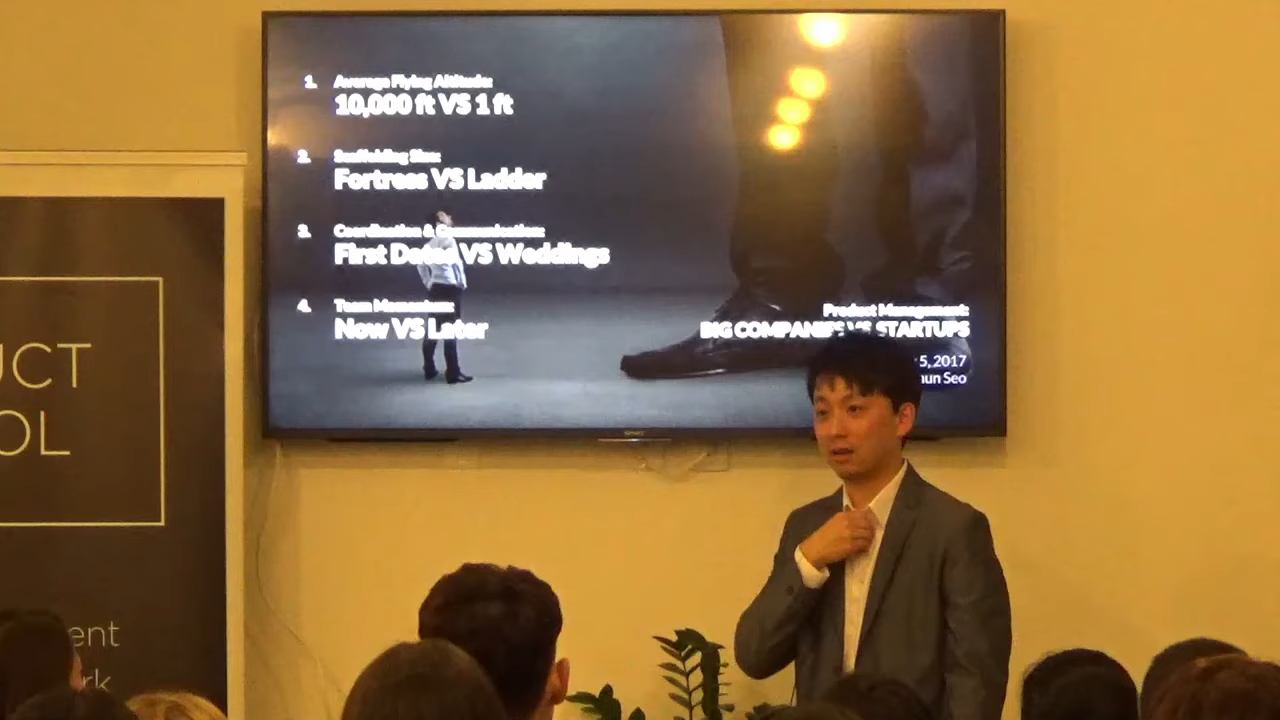 1. Average Flying Altitude:
10,000 ft VS 1 ft
2. Scaffolding Size:
Fortress VS Ladder
3. Coordination & Communication:
First Dates VS Weddings
4. Team Momentum:
Now VS Later
Product Management:
BIG COMPANIES VS STARTUPS
5, 2017
Seo
UCT
OL
ent
rk